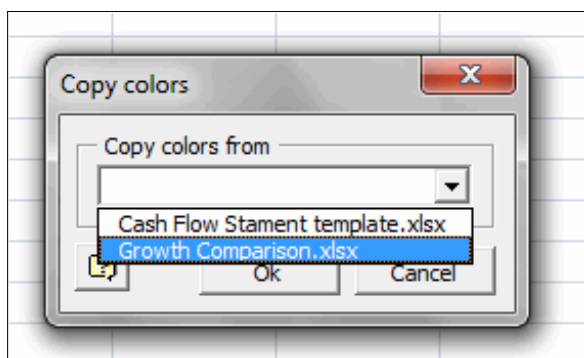 Copy colors
Copy colors from
Cash Flow Stament template.xlsx
Growth Comparison.xlsx
Ok
Cancel